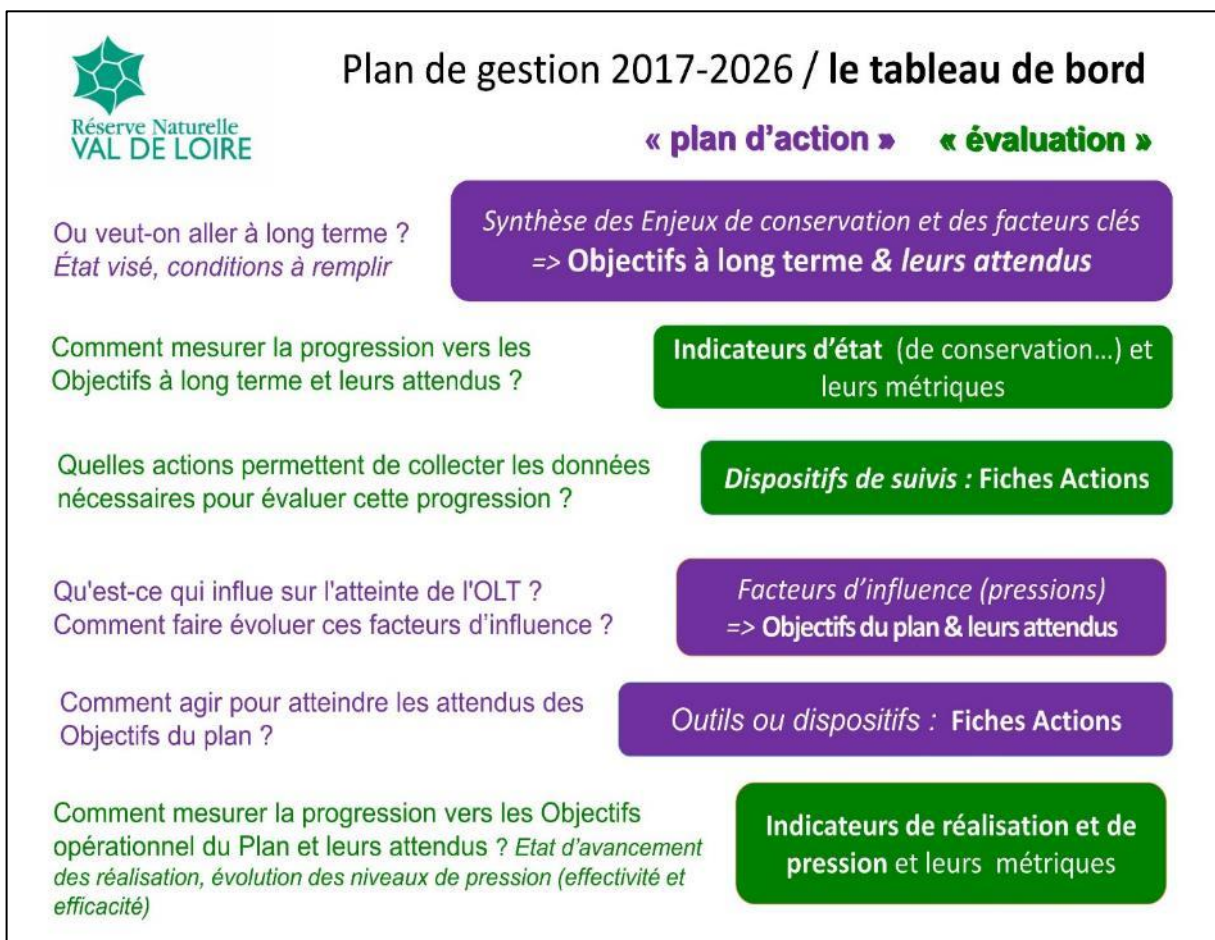 Réserve Naturelle
VAL DE LOIRE
Plan de gestion 2017-2026 / le tableau de bord
« plan d'action » « évaluation »
Ou veut-on aller à long terme ?
État visé, conditions à remplir
Synthèse des Enjeux de conservation et des facteurs clés
=> Objectifs à long terme & leurs attendus
Comment mesurer la progression vers les
Objectifs à long terme et leurs attendus ?
Indicateurs d'état (de conservation...) et
leurs métriques
Quelles actions permettent de collecter les données
nécessaires pour évaluer cette progression ?
Dispositifs de suivis : Fiches Actions
Qu'est-ce qui influe sur l'atteinte de l'OLT ?
Comment faire évoluer ces facteurs d'influence ?
Facteurs d'influence (pressions)
=> Objectifs du plan & leurs attendus
Comment agir pour atteindre les attendus des
Objectifs du plan ?
Outils ou dispositifs : Fiches Actions
Comment mesurer la progression vers les Objectifs
opérationnel du Plan et leurs attendus ? Etat d'avancement
des réalisation, évolution des niveaux de pression (effectivité et
efficacité)
Indicateurs de réalisation et de
pression et leurs métriques